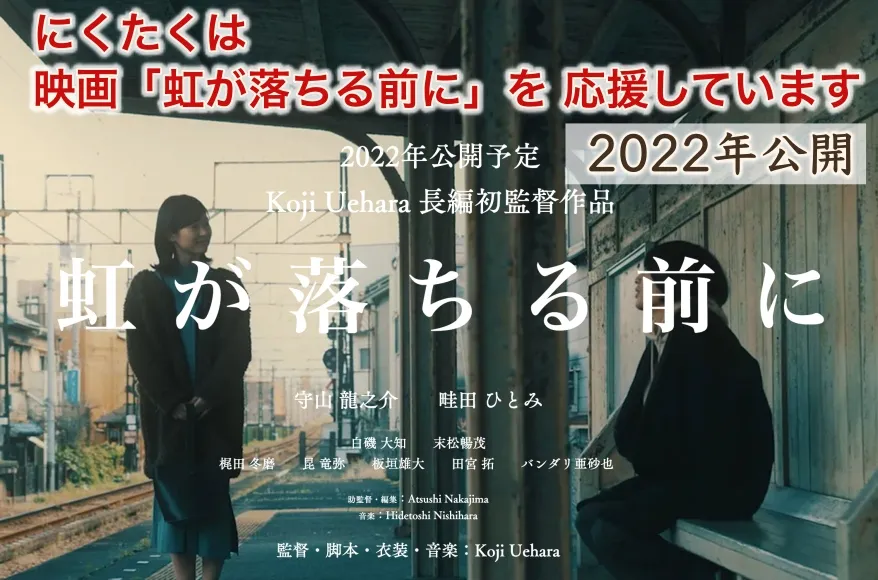 にくたくは
映画「虹が落ちる前に」を 応援しています
2022年公開
2022年公開予定
Koji Uehara 長編初監督作品
虹が落ちる前に
守山 龍之介 畦田 ひとみ
白磯 大知 末松暢茂
梶田 冬磨 昆 竜弥 板垣雄大 田宮 拓 バンダリ亜砂也
助監督・編集：Atsushi Nakajima
音楽：Hidetoshi Nishihara
監督・脚本・衣装・音楽：Koji Uehara